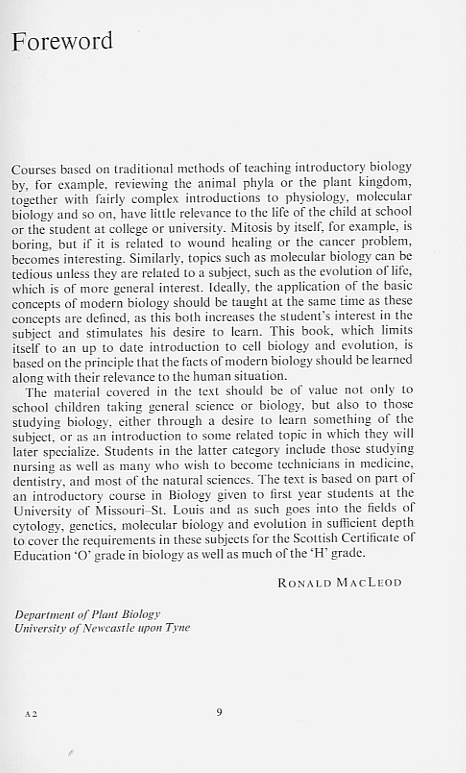 Foreword
Courses based on traditional methods of teaching introductory biology
by, for example, reviewing the animal phyla or the plant kingdom,
together with fairly complex introductions to physiology, molecular
biology and so on, have little relevance to the life of the child at school
or the student at college or university. Mitosis by itself, for example, is
boring, but if it is related to wound healing or the cancer problem,
becomes interesting. Similarly, topics such as molecular biology can be
tedious unless they are related to a subject, such as the evolution of life,
which is of more general interest. Ideally, the application of the basic
concepts of modern biology should be taught at the same time as these
concepts are defined, as this both increases the student's interest in the
subject and stimulates his desire to learn. This book, which limits
itself to an up to date introduction to cell biology and evolution, is
based on the principle that the facts of modern biology should be learned
along with their relevance to the human situation.
The material covered in the text should be of value not only to
school children taking general science or biology, but also to those
studying biology, either through a desire to learn something of the
subject, or as an introduction to some related topic in which they will
later specialize. Students in the latter category include those studying
nursing as well as many who wish to become technicians in medicine,
dentistry, and most of the natural sciences. The text is based on part of
an introductory course in Biology given to first year students at the
University of Missouri–St. Louis and as such goes into the fields of
cytology, genetics, molecular biology and evolution in sufficient depth
to cover the requirements in these subjects for the Scottish Certificate of
Education 'O' grade in biology as well as much of the 'H' grade.
RONALD MACLEOD
Department of Plant Biology
University of Newcastle upon Tyne
A2
9